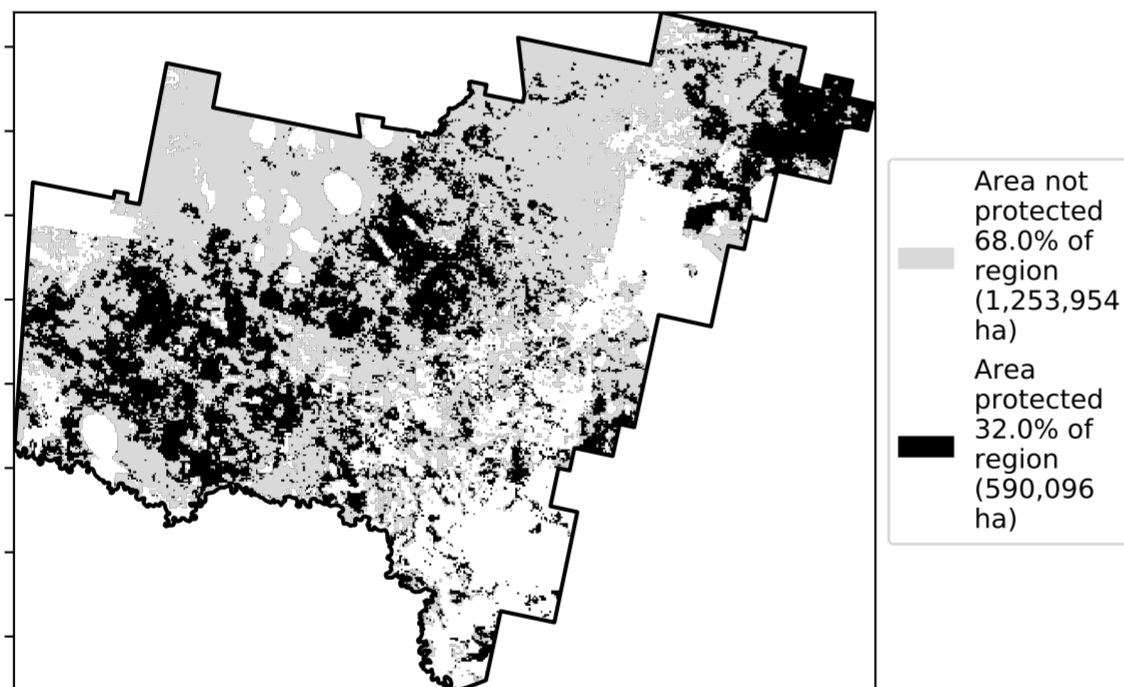 Area not
protected
68.0% of
region
(1,253,954
ha)
Area
protected
32.0% of
region
(590,096
ha)